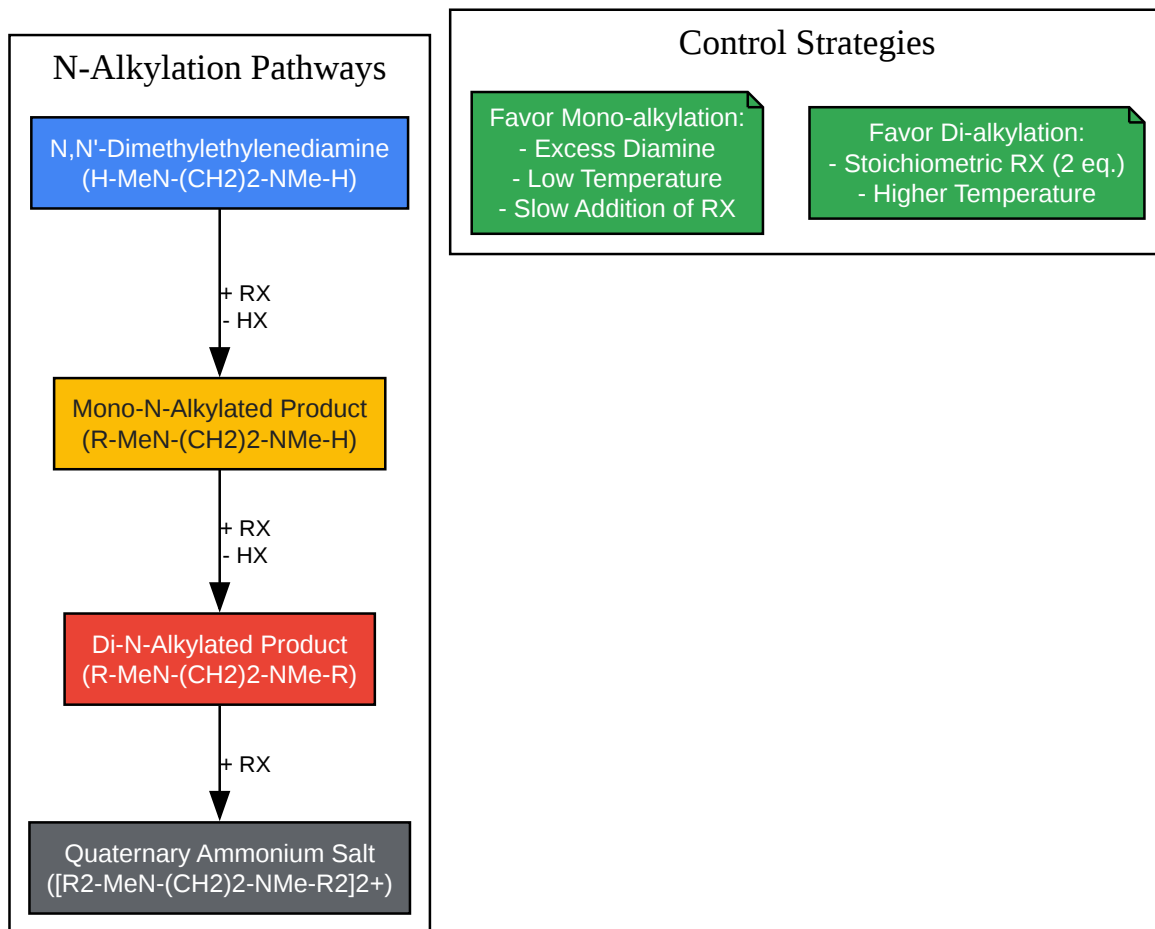 N-Alkylation Pathways
N,N'-Dimethylethylenediamine
(H-MeN-(CH2)2-NMe-H)
+ RX
- HX
Mono-N-Alkylated Product
(R-MeN-(CH2)2-NMe-H)
+ RX
- HX
Di-N-Alkylated Product
(R-MeN-(CH2)2-NMe-R)
+ RX
Quaternary Ammonium Salt
([R2-MeN-(CH2)2-NMe-R2]2+)
Control Strategies
Favor Mono-alkylation:
- Excess Diamine
- Low Temperature
- Slow Addition of RX
Favor Di-alkylation:
- Stoichiometric RX (2 eq.)
- Higher Temperature